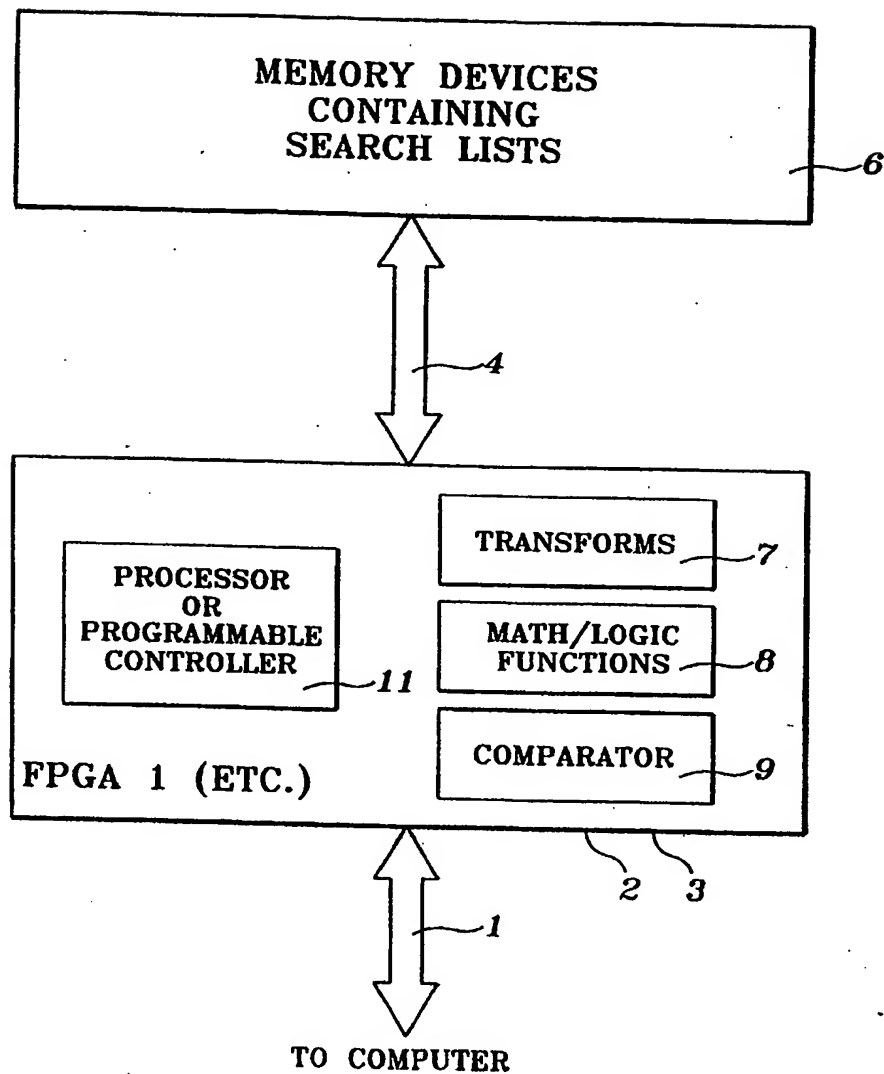 MEMORY DEVICES
CONTAINING
SEARCH LISTS
6
4
PROCESSOR
OR
PROGRAMMABLE
CONTROLLER
11
TRANSFORMS
7
MATH/LOGIC
FUNCTIONS
8
COMPARATOR
9
FPGA 1 (ETC.)
2
3
1
TO COMPUTER